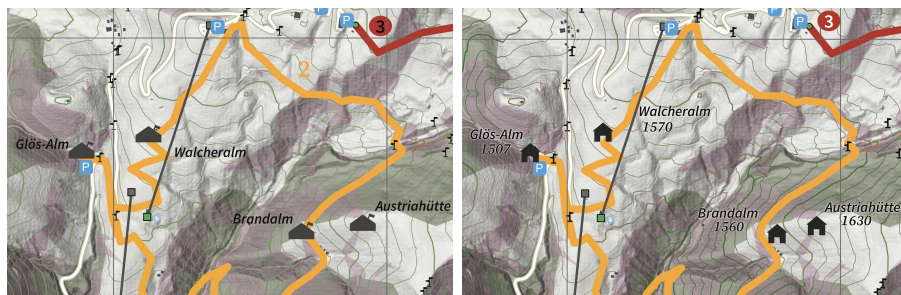 P
P
3
2
Glös-Alm
P
Walcheralm
Brandalm
Austriahütte
P
P
3
Walcheralm
1570
Glös-Alm
1507
P
Brandalm
1560
Austriahütte
1630